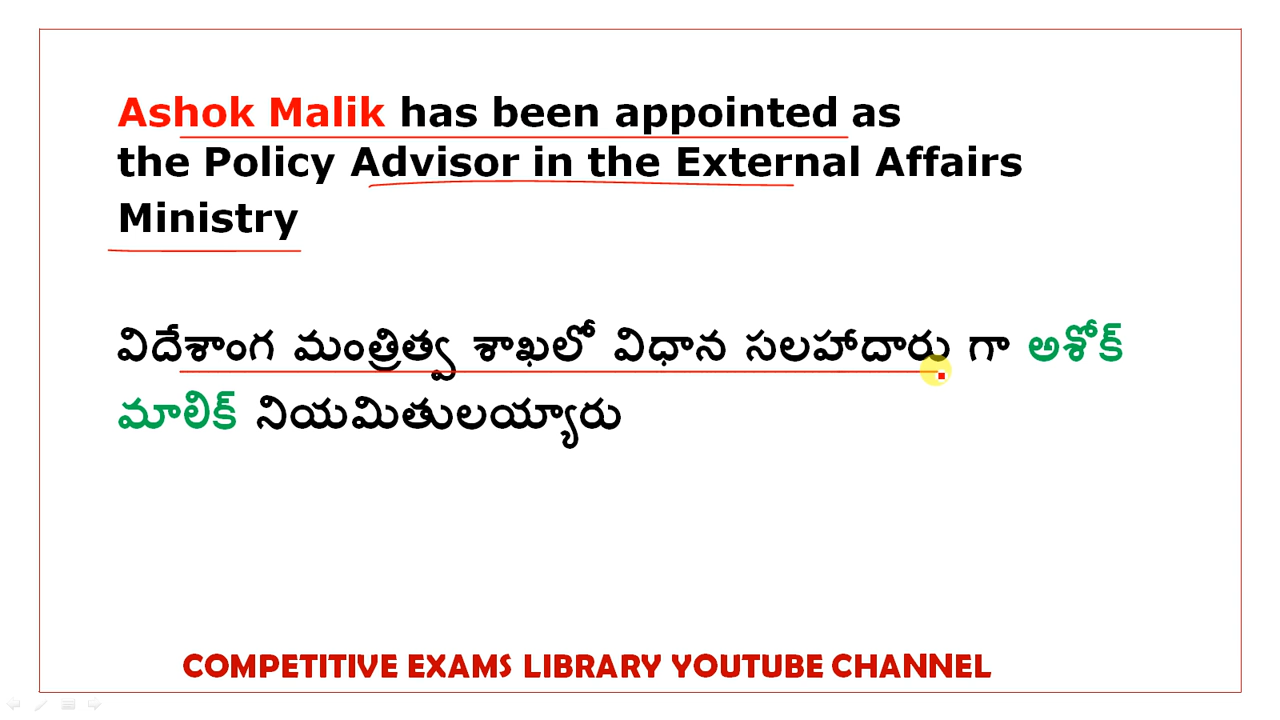 Ashok Malik has been appointed as
the Policy Advisor in the External Affairs
Ministry
విదేశాంగ మంత్రిత్వ శాఖలో విధాన సలహాదారు గా అశోక్
మాలిక్ నియమితులయ్యారు
COMPETITIVE EXAMS LIBRARY YOUTUBE CHANNEL